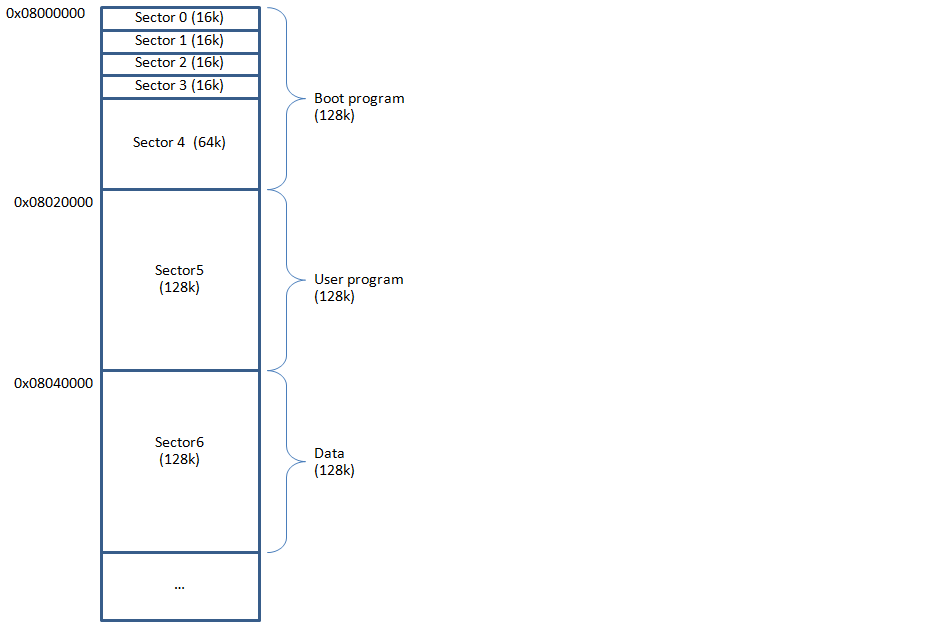 0x08000000
Sector 0 (16k)
Sector 1 (16k)
Sector 2 (16k)
Sector 3 (16k)
Boot program
(128k)
Sector 4  (64k)
0x08020000
Sector5
(128k)
User program
(128k)
0x08040000
Sector6
(128k)
Data
(128k)
...